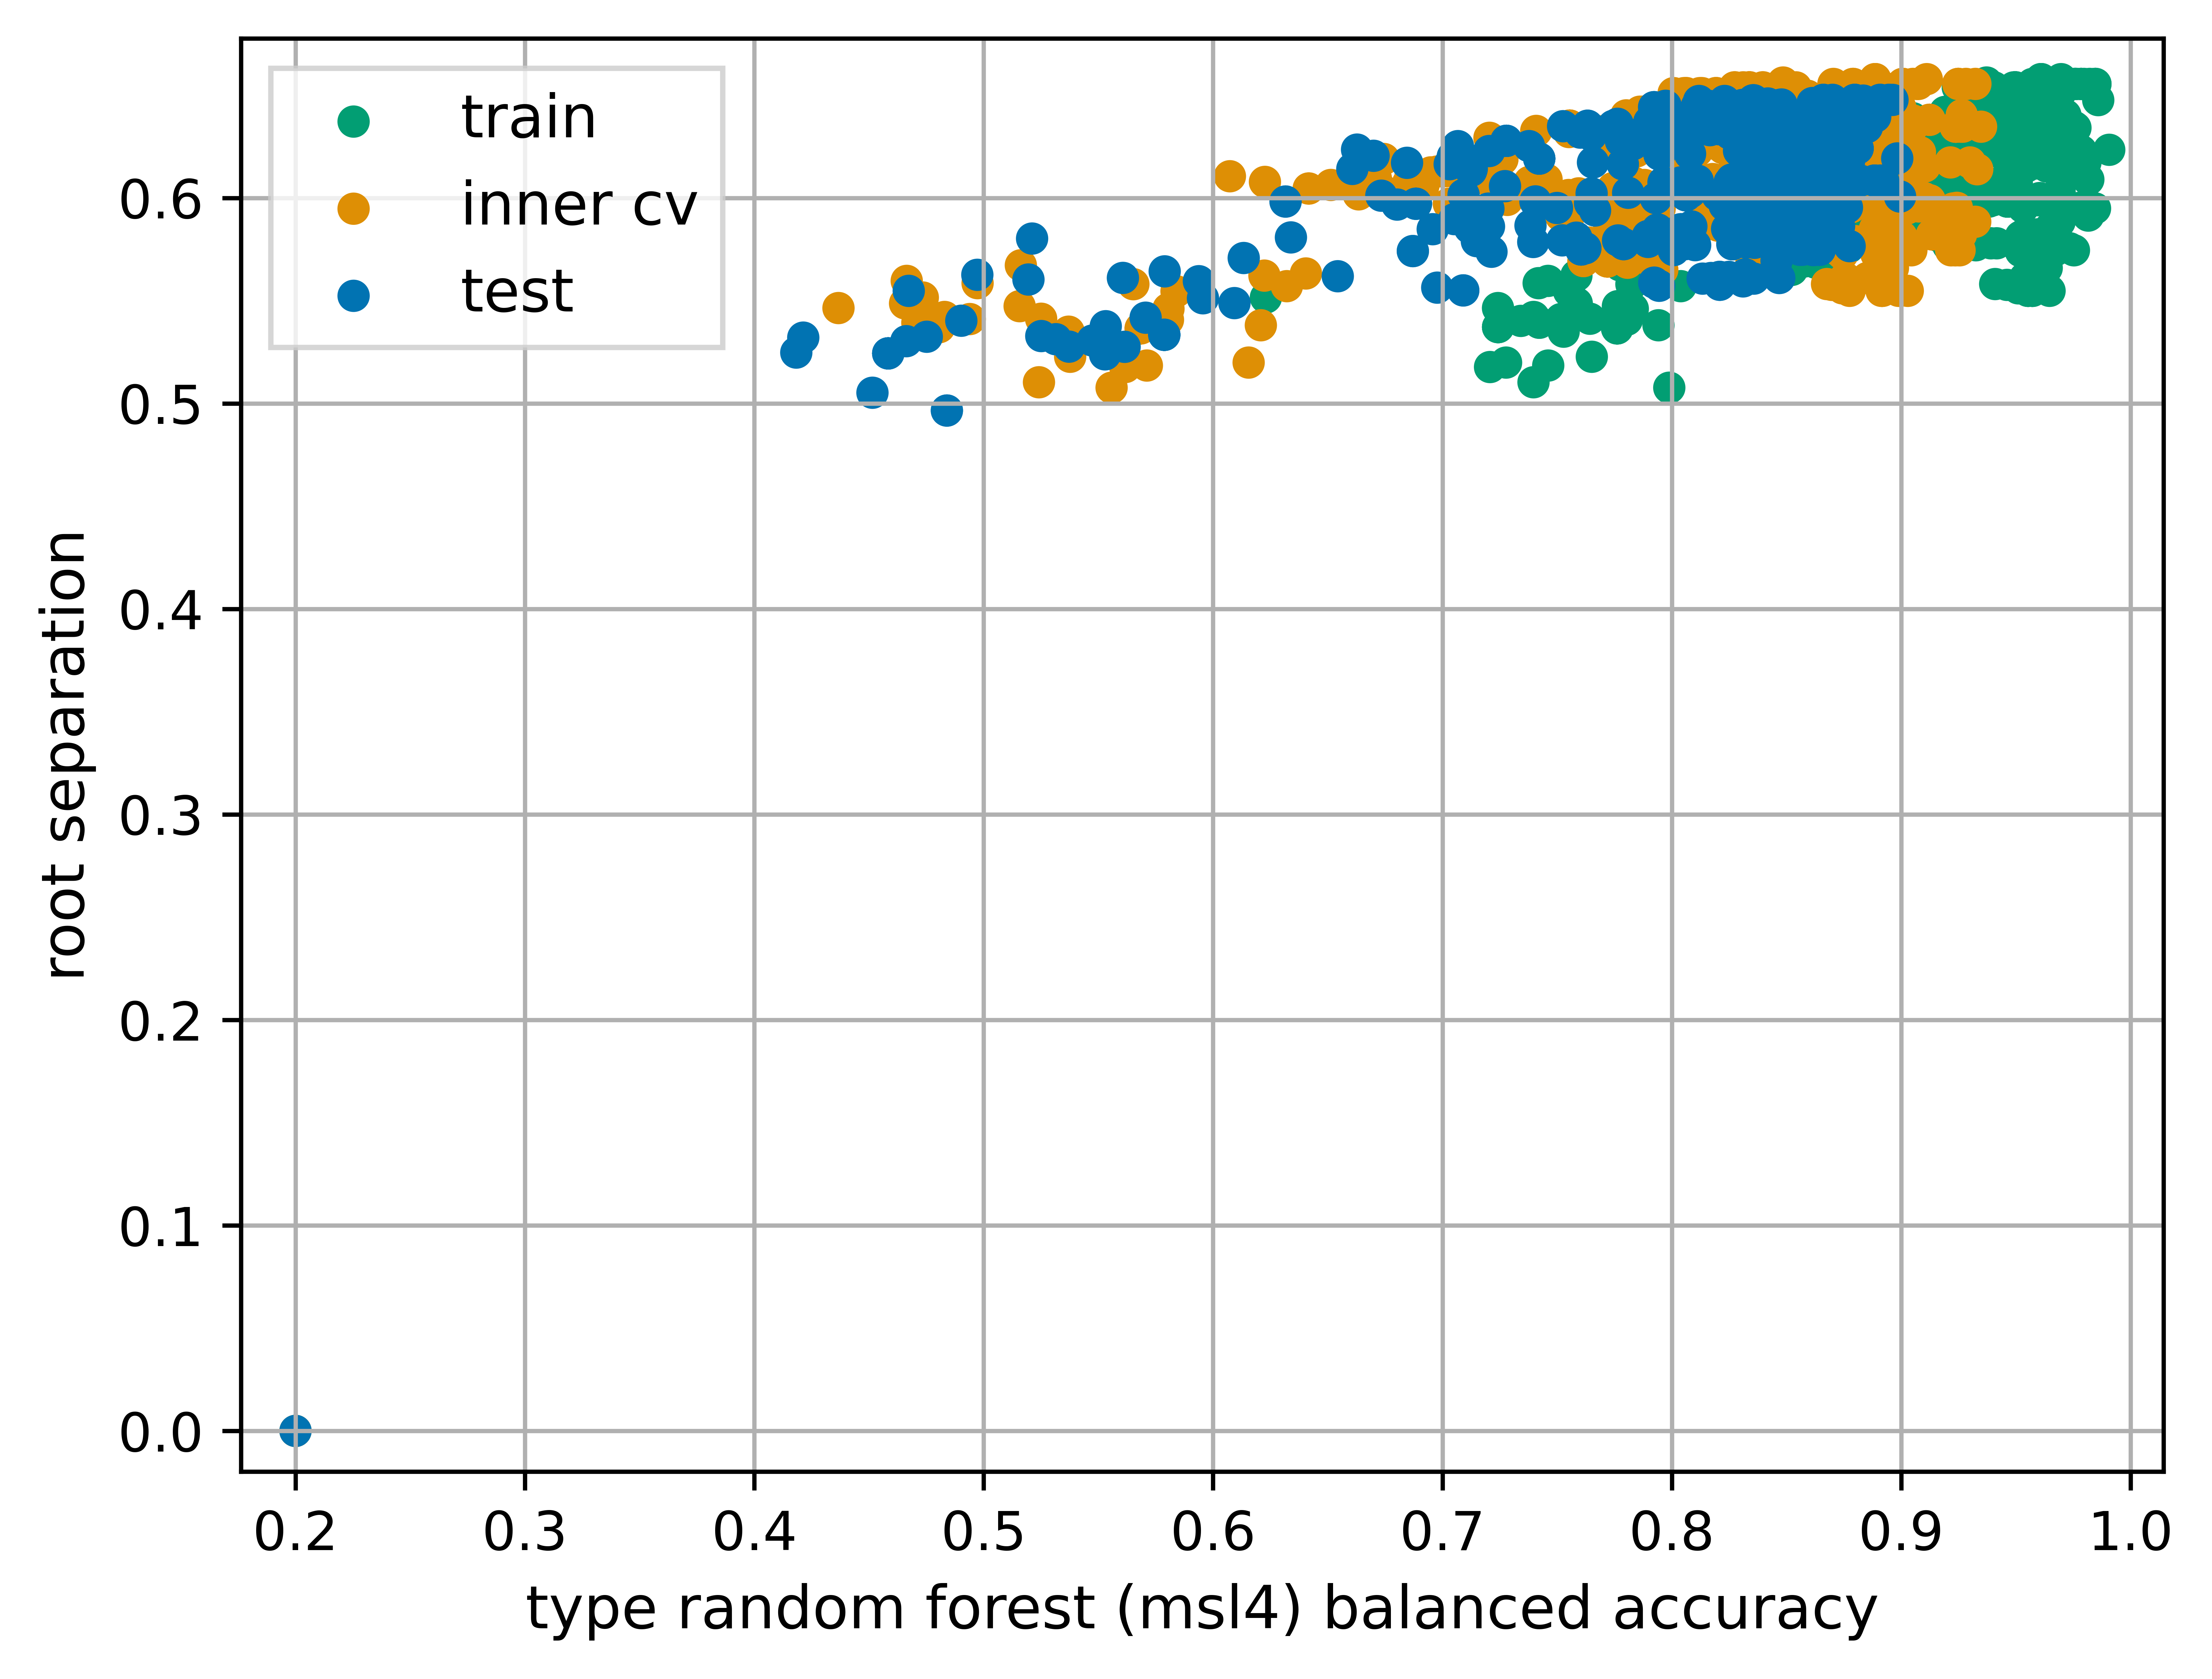 train
inner cv
test
0.6
0.5
0.4
0.3
0.2
0.1
0.0
root separation
0.2 0.3 0.4 0.5 0.6 0.7 0.8 0.9 1.0
type random forest (msl4) balanced accuracy